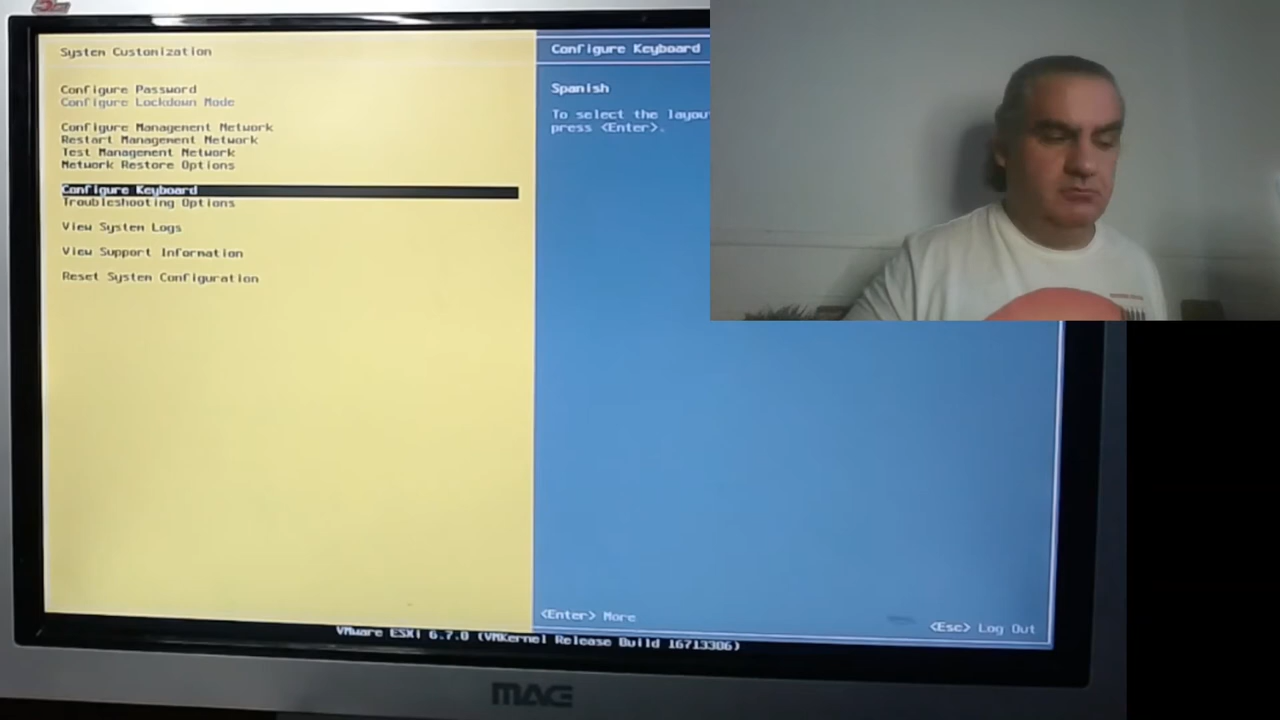 System Customization
Configure Password
Configure Lockdown Mode
Configure Management Network
Restart Management Network
Test Management Network
Network Restore Options
Configure Keyboard
Troubleshooting Options
View System Logs
View Support Information
Reset System Configuration
Configure Keyboard
Spanish
To select the layou
press <Enter>.
<Enter> More
<Esc> Log Out
VMware ESXi 6.7.0 (VMKernel Release Build 16713306)
MAG